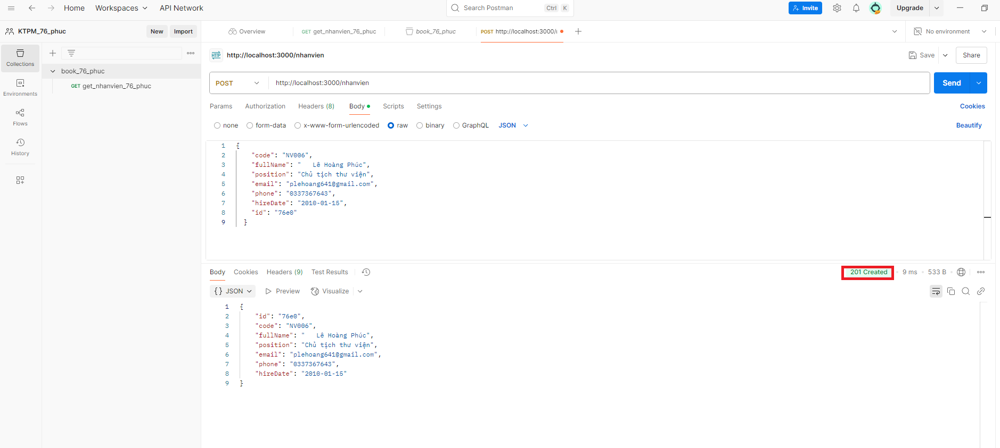 Home Workspaces API Network Search Postman Ctrl K Invite Upgrade
KTPM_76_phuc New Import Overview GET get_nhanvien_76_phuc book_76_phuc POST http://localhost:3000/ No environment
Collections
Environments
Flows
History
book_76_phuc
GET get_nhanvien_76_phuc
HTTP http://localhost:3000/nhanvien Save Share
POST http://localhost:3000/nhanvien Send
Params Authorization Headers (8) Body Scripts Settings Cookies
none form-data x-www-form-urlencoded raw binary GraphQL JSON Beautify
1 {
2 "code": "NV006",
3 "fullName": "   Lê Hoàng Phúc",
4 "position": "Chủ tịch thư viện",
5 "email": "plehoang641@gmail.com",
6 "phone": "0337367643",
7 "hireDate": "2010-01-15",
8 "id": "76e0"
9 }
Body Cookies Headers (9) Test Results 201 Created 9 ms 533 B
{} JSON Preview Visualize
1 {
2 "id": "76e0",
3 "code": "NV006",
4 "fullName": "   Lê Hoàng Phúc",
5 "position": "Chủ tịch thư viện",
6 "email": "plehoang641@gmail.com",
7 "phone": "0337367643",
8 "hireDate": "2010-01-15"
9 }